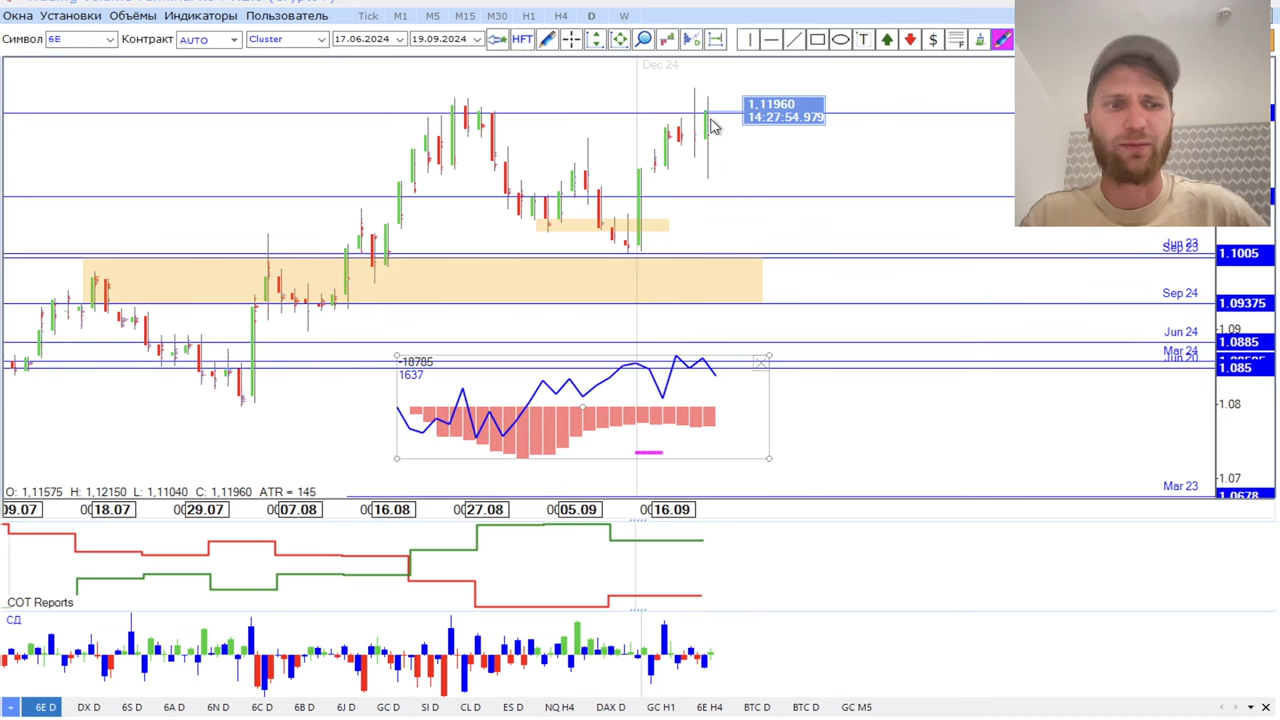 Окна Установки Объёмы Индикаторы Пользователь Tick M1 M5 M15 M30 H1 H4 D W
Символ 6E Контракт AUTO Cluster 17.06.2024 19.09.2024 HFT T $
Dec 24
1,11960
14:27:54.979
Jun 23
Sep 23
1.1005
Sep 24
1.09375
1.09
Jun 24
1.0885
Mar 24
Jun 20
1.085
-18785
1637
1.08
1.07
Mar 23
1.0678
O: 1,11575 H: 1,12150 L: 1,11040 C: 1,11960 ATR = 145
09.07 18.07 29.07 07.08 16.08 27.08 05.09 16.09
COT Reports
СД
6E D DX D 6S D 6A D 6N D 6C D 6B D 6J D GC D SI D CL D ES D NQ H4 DAX D GC H1 6E H4 BTC D BTC D GC M5